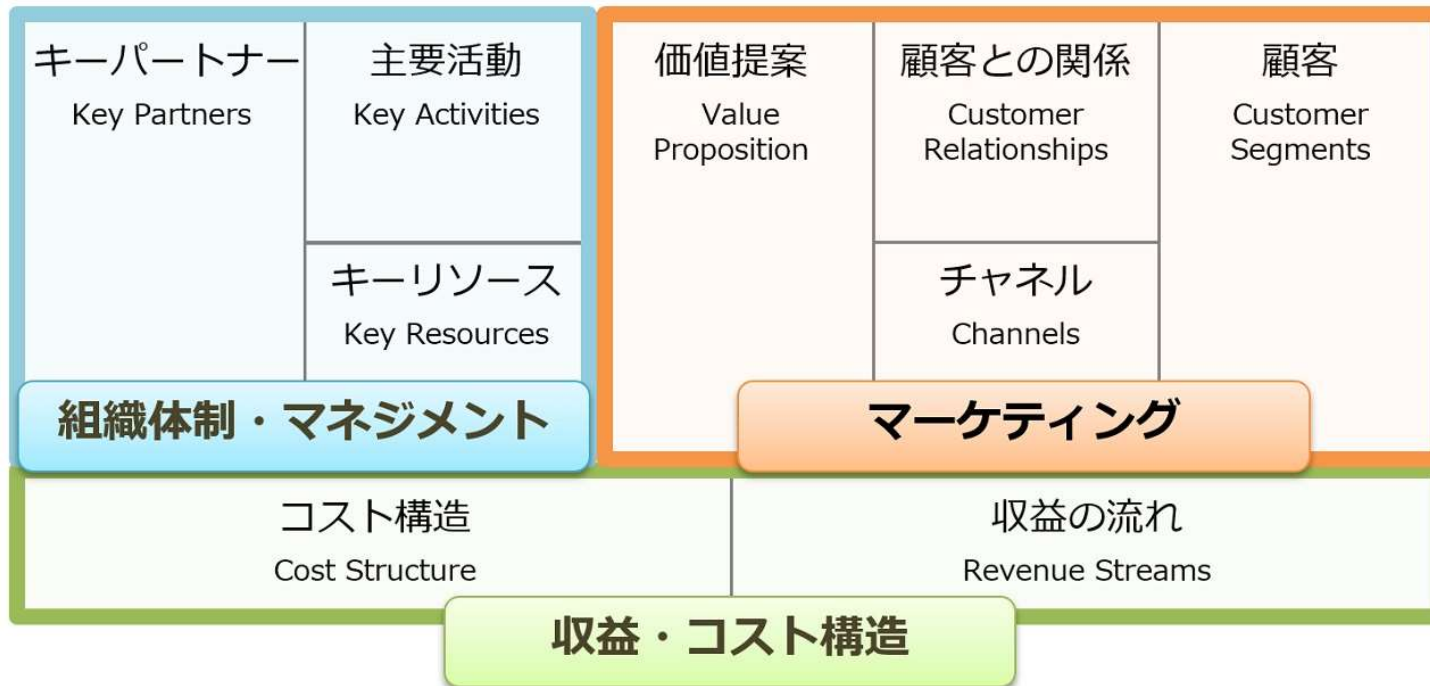 キーパートナー
Key Partners
主要活動
Key Activities
キーリソース
Key Resources
組織体制・マネジメント
価値提案
Value
Proposition
顧客との関係
Customer
Relationships
チャネル
Channels
顧客
Customer
Segments
マーケティング
コスト構造
Cost Structure
収益の流れ
Revenue Streams
収益・コスト構造